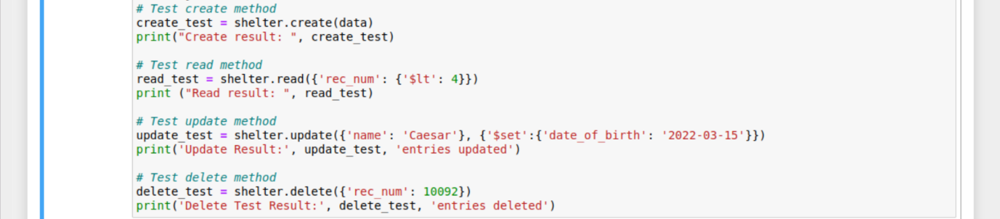 # Test create method
create_test = shelter.create(data)
print("Create result: ", create_test)
# Test read method
read_test = shelter.read({'rec_num': {'$lt': 4}})
print ("Read result: ", read_test)
# Test update method
update_test = shelter.update({'name': 'Caesar'}, {'$set':{'date_of_birth': '2022-03-15'}})
print('Update Result:', update_test, 'entries updated')
# Test delete method
delete_test = shelter.delete({'rec_num': 10092})
print('Delete Test Result:', delete_test, 'entries deleted')